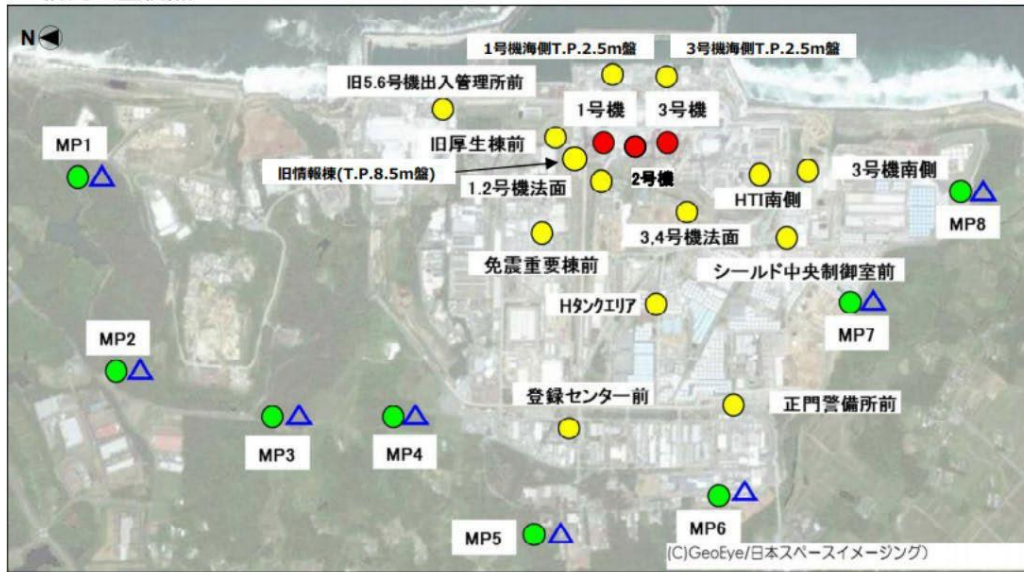 N
1号機海側T.P.2.5m盤
3号機海側T.P.2.5m盤
旧5.6号機出入管理所前
1号機
3号機
MP1
旧厚生棟前
旧情報棟(T.P.8.5m盤)
1.2号機法面
2号機
HTI南側
3号機南側
MP8
3.4号機法面
免震重要棟前
シールド中央制御室前
Hタンクエリア
MP7
MP2
登録センター前
正門警備所前
MP3
MP4
MP5
MP6
(C)GeoEye/日本スペースイメージング)